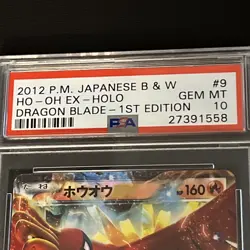 2012 P.M. JAPANESE B & W #9
HO-OH EX-HOLO GEM MT
DRAGON BLADE-1ST EDITION 10
PSA 27391558
ホウオウ HP160